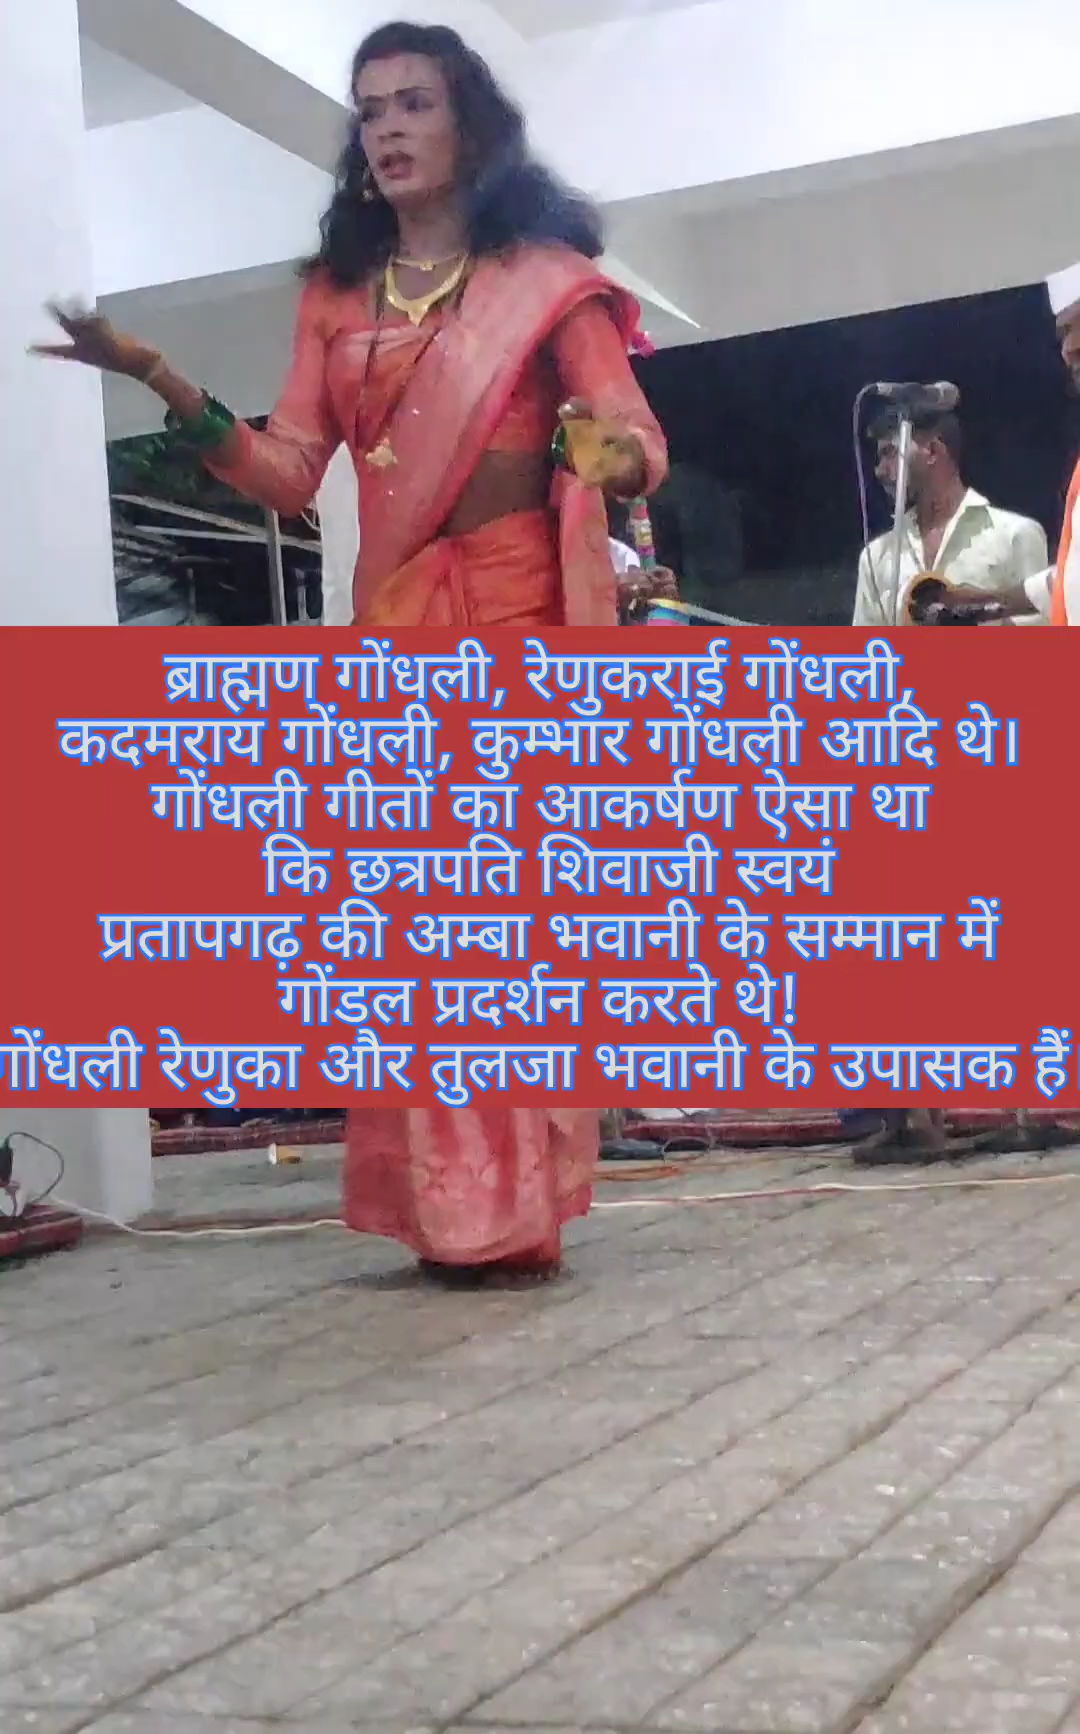 ब्राह्मण गोंधली, रेणुकराई गोंधली,
कदमराय गोंधली, कुम्भार गोंधली आदि थे।
गोंधली गीतों का आकर्षण ऐसा था
कि छत्रपति शिवाजी स्वयं
प्रतापगढ़ की अम्बा भवानी के सम्मान में
गोंडल प्रदर्शन करते थे!
गोंधली रेणुका और तुलजा भवानी के उपासक हैं।